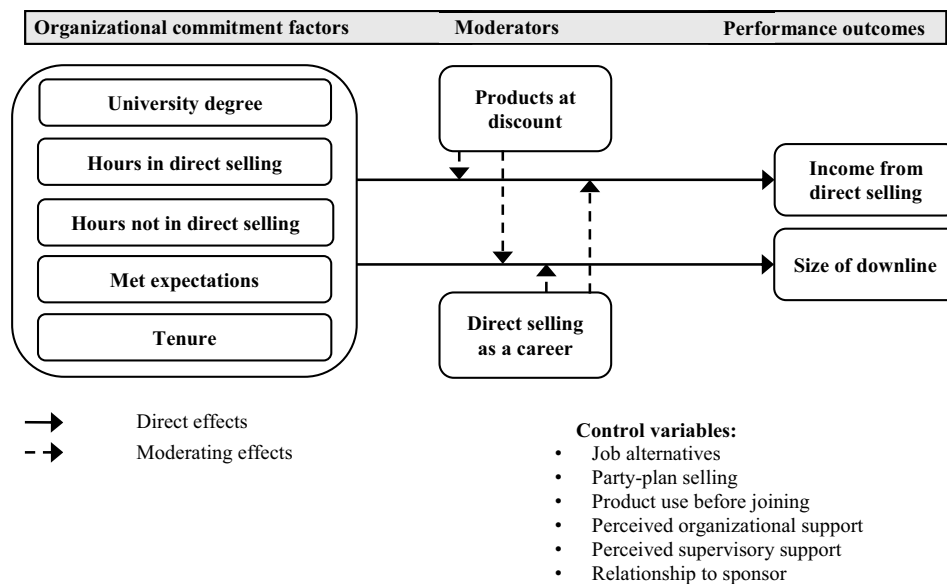 Organizational commitment factors Moderators Performance outcomes
University degree
Hours in direct selling
Hours not in direct selling
Met expectations
Tenure
Products at
discount
Direct selling
as a career
Income from
direct selling
Size of downline
Direct effects
Moderating effects
Control variables:
• Job alternatives
• Party-plan selling
• Product use before joining
• Perceived organizational support
• Perceived supervisory support
• Relationship to sponsor